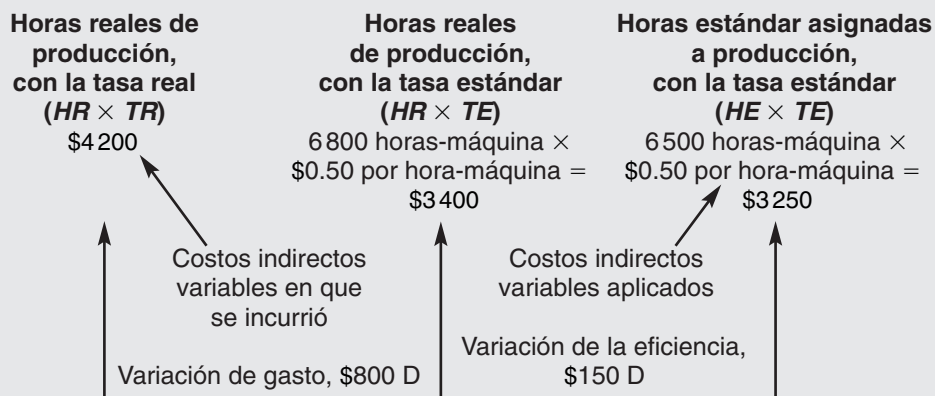 Horas reales de
producción,
con la tasa real
(HR × TR)
$4 200
Horas reales
de producción,
con la tasa estándar
(HR × TE)
6 800 horas-máquina ×
$0.50 por hora-máquina =
$3 400
Horas estándar asignadas
a producción,
con la tasa estándar
(HE × TE)
6 500 horas-máquina ×
$0.50 por hora-máquina =
$3 250
Costos indirectos
variables en que
se incurrió
Costos indirectos
variables aplicados
Variación de gasto, $800 D
Variación de la eficiencia,
$150 D